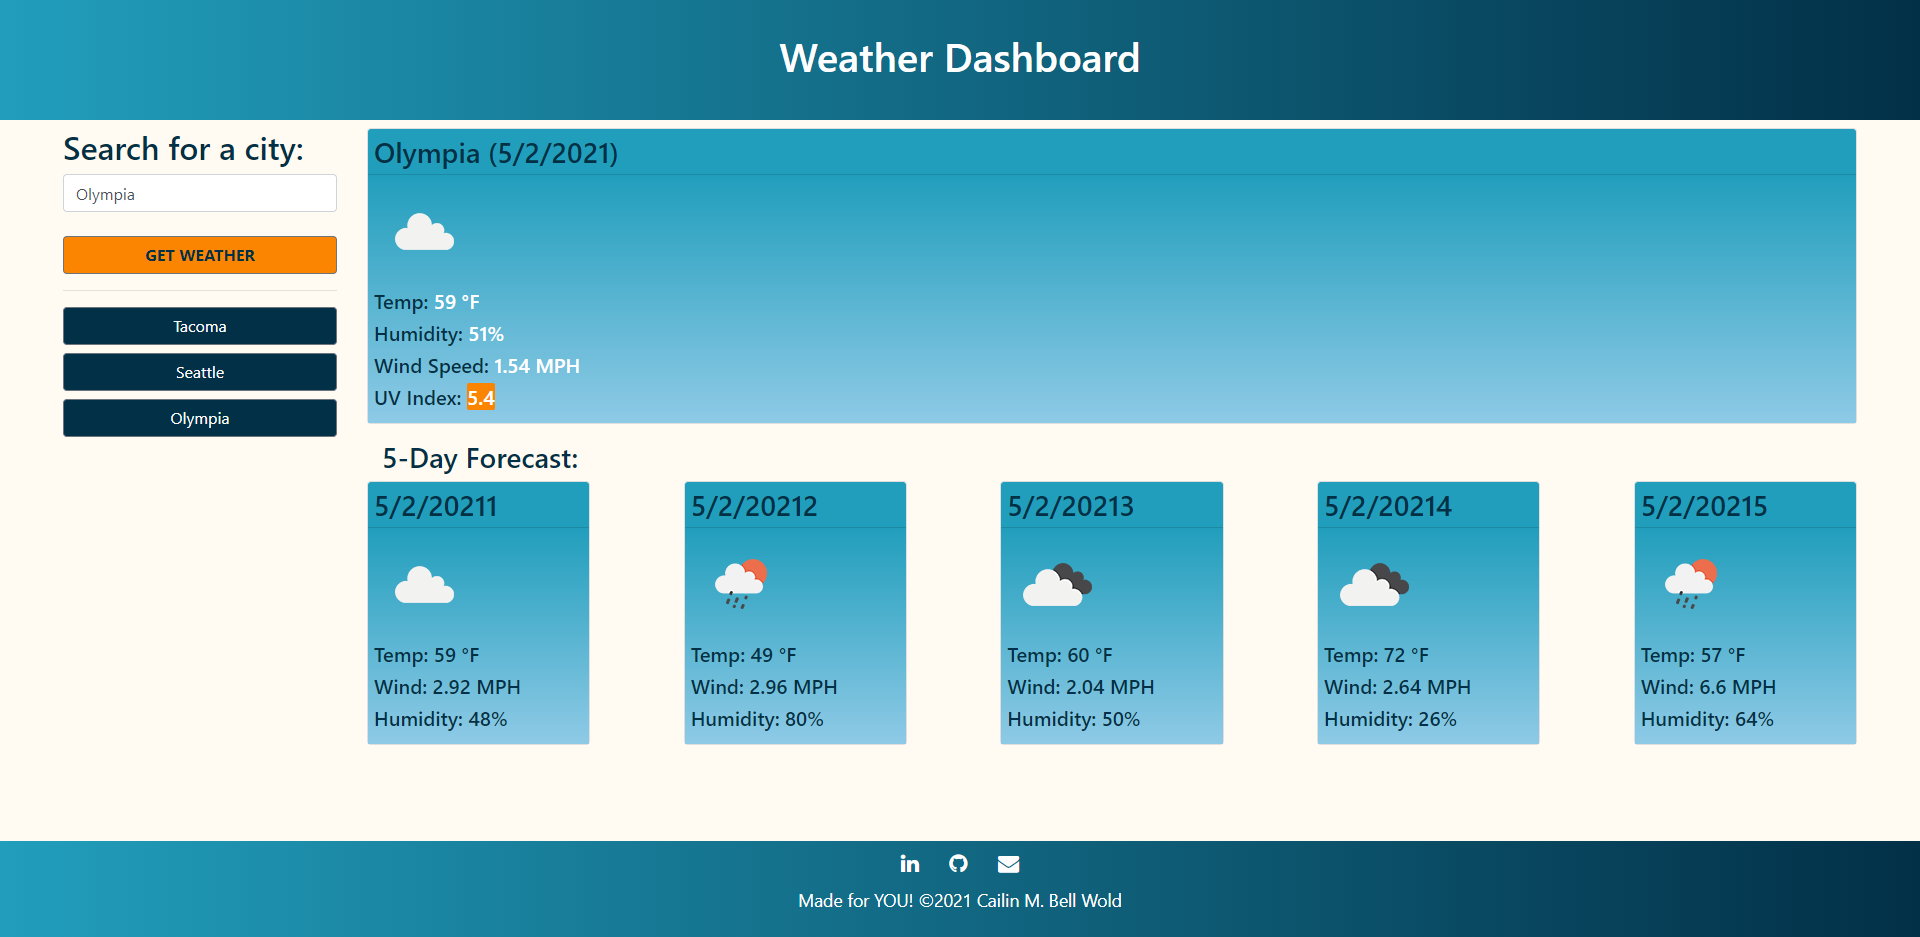 Weather Dashboard
Search for a city:
Olympia
GET WEATHER
Tacoma
Seattle
Olympia
Olympia (5/2/2021)
Temp: 59 °F
Humidity: 51%
Wind Speed: 1.54 MPH
UV Index: 5.4
5-Day Forecast:
5/2/20211
Temp: 59 °F
Wind: 2.92 MPH
Humidity: 48%
5/2/20212
Temp: 49 °F
Wind: 2.96 MPH
Humidity: 80%
5/2/20213
Temp: 60 °F
Wind: 2.04 MPH
Humidity: 50%
5/2/20214
Temp: 72 °F
Wind: 2.64 MPH
Humidity: 26%
5/2/20215
Temp: 57 °F
Wind: 6.6 MPH
Humidity: 64%
in
Made for YOU! ©2021 Cailin M. Bell Wold